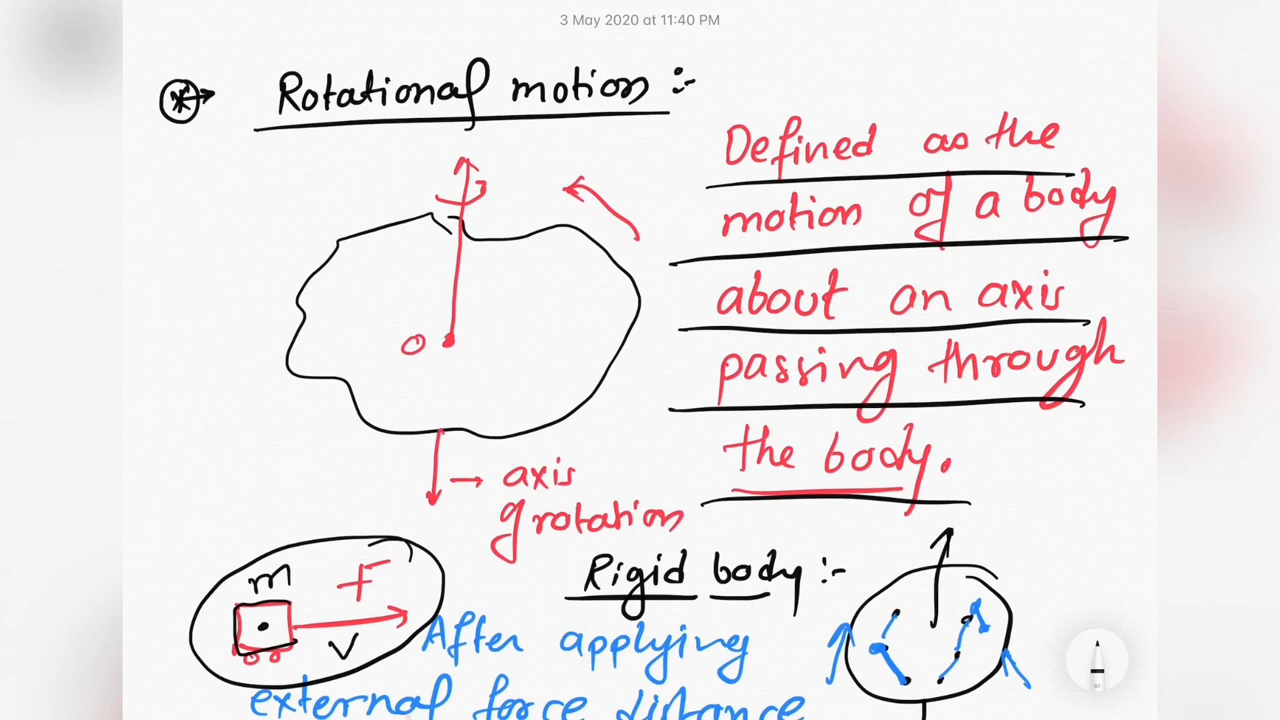 3 May 2020 at 11:40 PM
Rotational motion :-
Defined as the
motion of a body
about an axis
passing through
the body.
O
→ axis
of rotation
m
F
V
Rigid body :-
After applying
external force distance